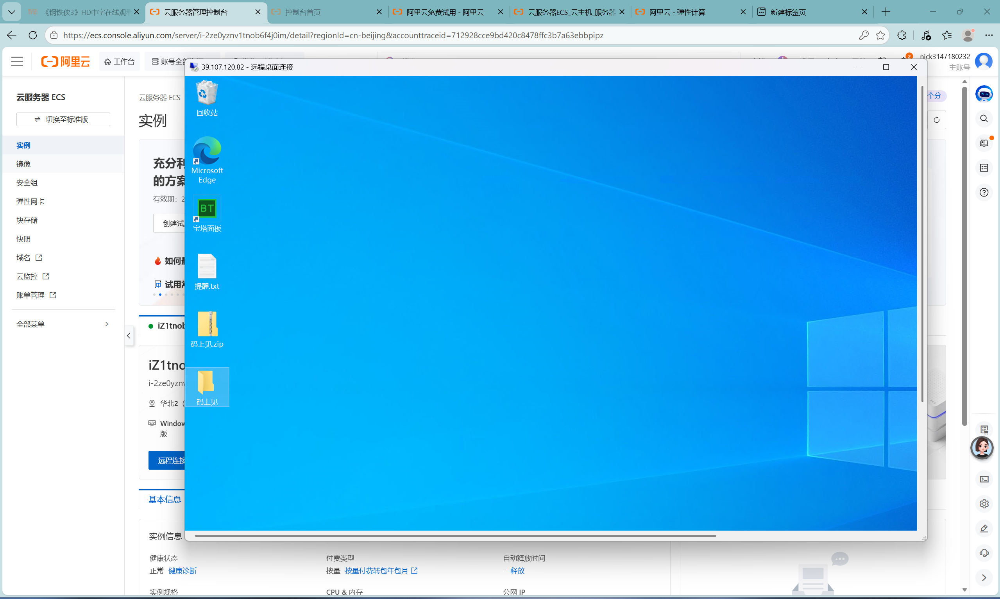 《钢铁侠3》HD中字在线观看
云服务器管理控制台
控制台首页
阿里云免费试用 - 阿里云
云服务器ECS_云主机_服务器
阿里云 - 弹性计算
新建标签页
https://ecs.console.aliyun.com/server/i-2ze0yznv1tnob6f4j0im/detail?regionId=cn-beijing&accounttraceid=712928cce9bd420c8478ffc3b7a63ebbpipz
阿里云
工作台
账号全部
2
nick3147180232
主账号
39.107.120.82 - 远程桌面连接
云服务器 ECS
切换至标准版
实例
镜像
安全组
弹性网卡
块存储
快照
域名
云监控
账单管理
全部菜单
云服务器 ECS
个分
实例
充分利
的方案
有效期：2
创建试
如何最
试用常
iZ1tnob
iZ1tno
i-2ze0yznv
华北2（
Window
版
远程连接
基本信息
回收站
Microsoft
Edge
BT
宝塔面板
提醒.txt
码上见.zip
码上见
实例信息
健康状态
付费类型
自动释放时间
正常 健康诊断
按量 按量付费转包年包月
- 释放
实例规格
CPU & 内存
公网 IP